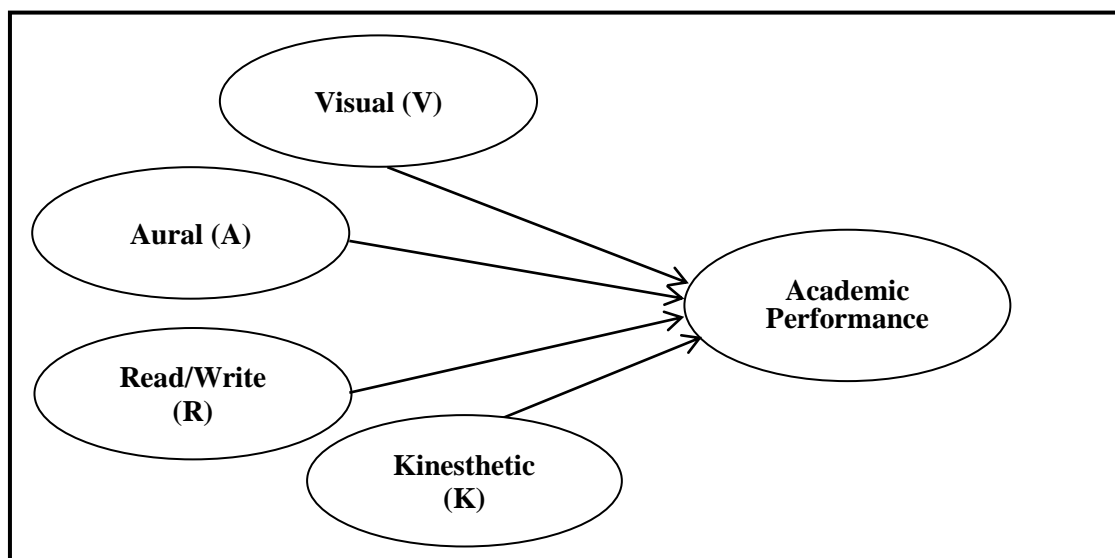 Visual (V)
Aural (A)
Academic
Performance
Read/Write
(R)
Kinesthetic
(K)